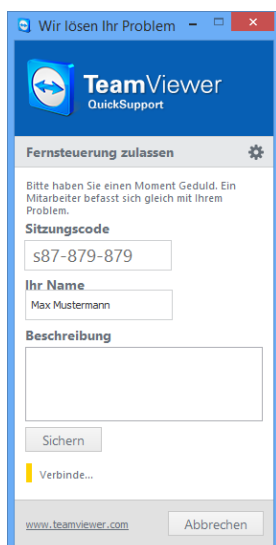 Wir lösen Ihr Problem
TeamViewer
QuickSupport
Fernsteuerung zulassen
Bitte haben Sie einen Moment Geduld. Ein
Mitarbeiter befasst sich gleich mit Ihrem
Problem.
Sitzungscode
s87-879-879
Ihr Name
Max Mustermann
Beschreibung
Sichern
Verbinde...
www.teamviewer.com
Abbrechen